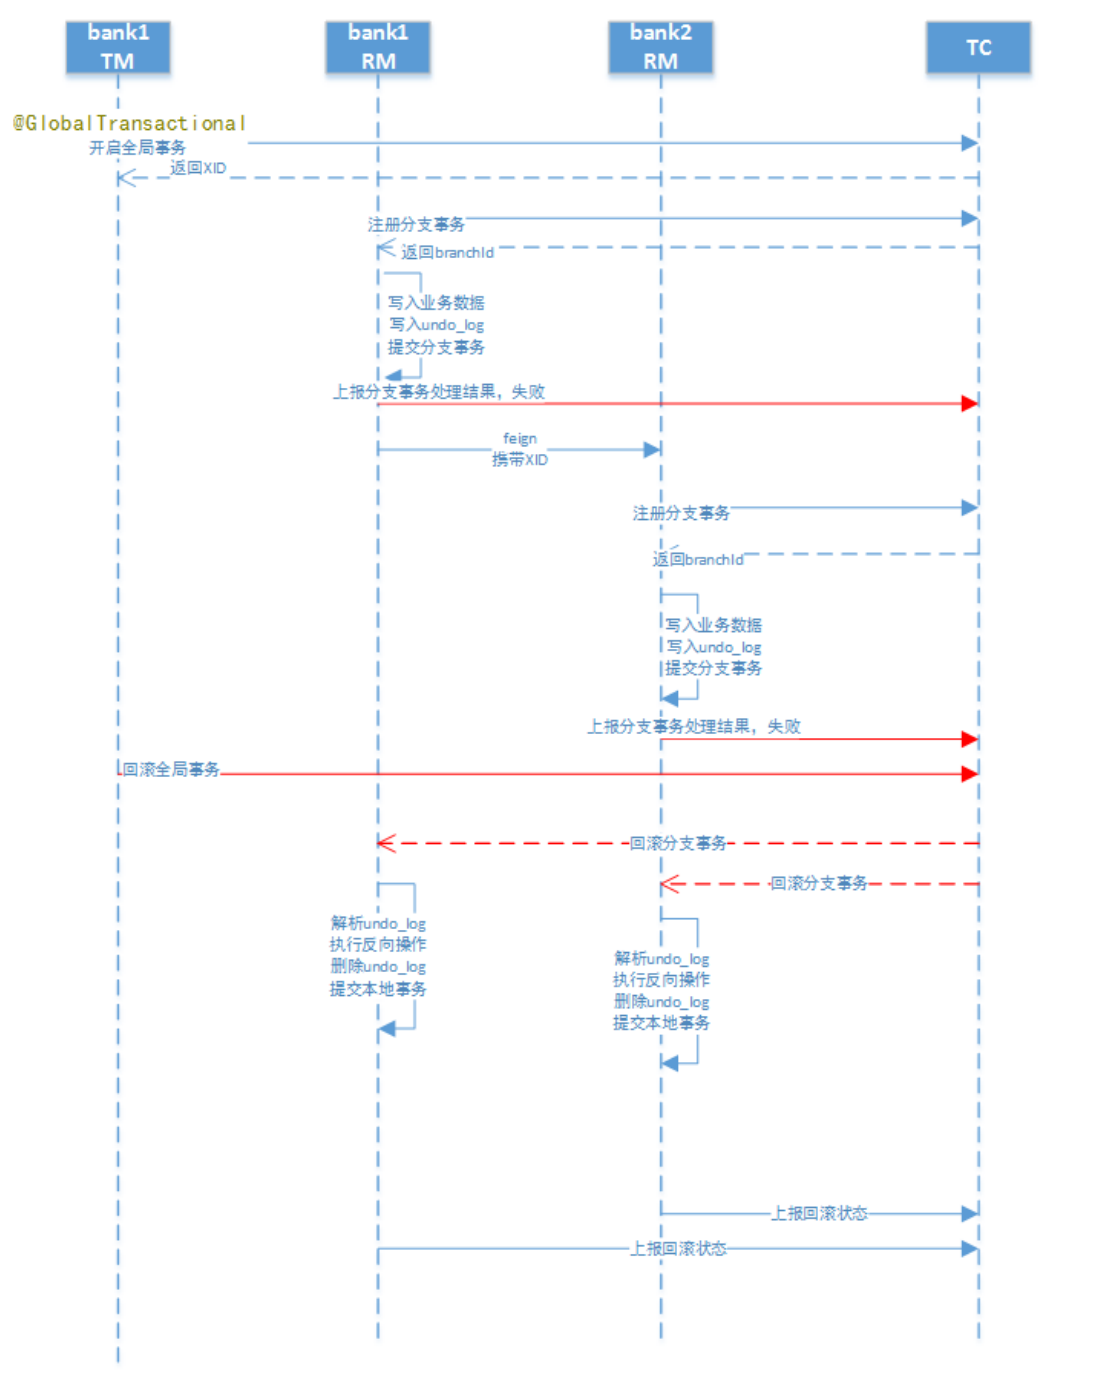 bank1
TM
bank1
RM
bank2
RM
TC
@GlobalTransactional
开启全局事务
返回XID
注册分支事务
返回branchId
写入业务数据
写入undo_log
提交分支事务
上报分支事务处理结果，失败
feign
携带XID
注册分支事务
返回branchId
写入业务数据
写入undo_log
提交分支事务
上报分支事务处理结果，失败
回滚全局事务
回滚分支事务
回滚分支事务
解析undo_log
执行反向操作
删除undo_log
提交本地事务
解析undo_log
执行反向操作
删除undo_log
提交本地事务
上报回滚状态
上报回滚状态